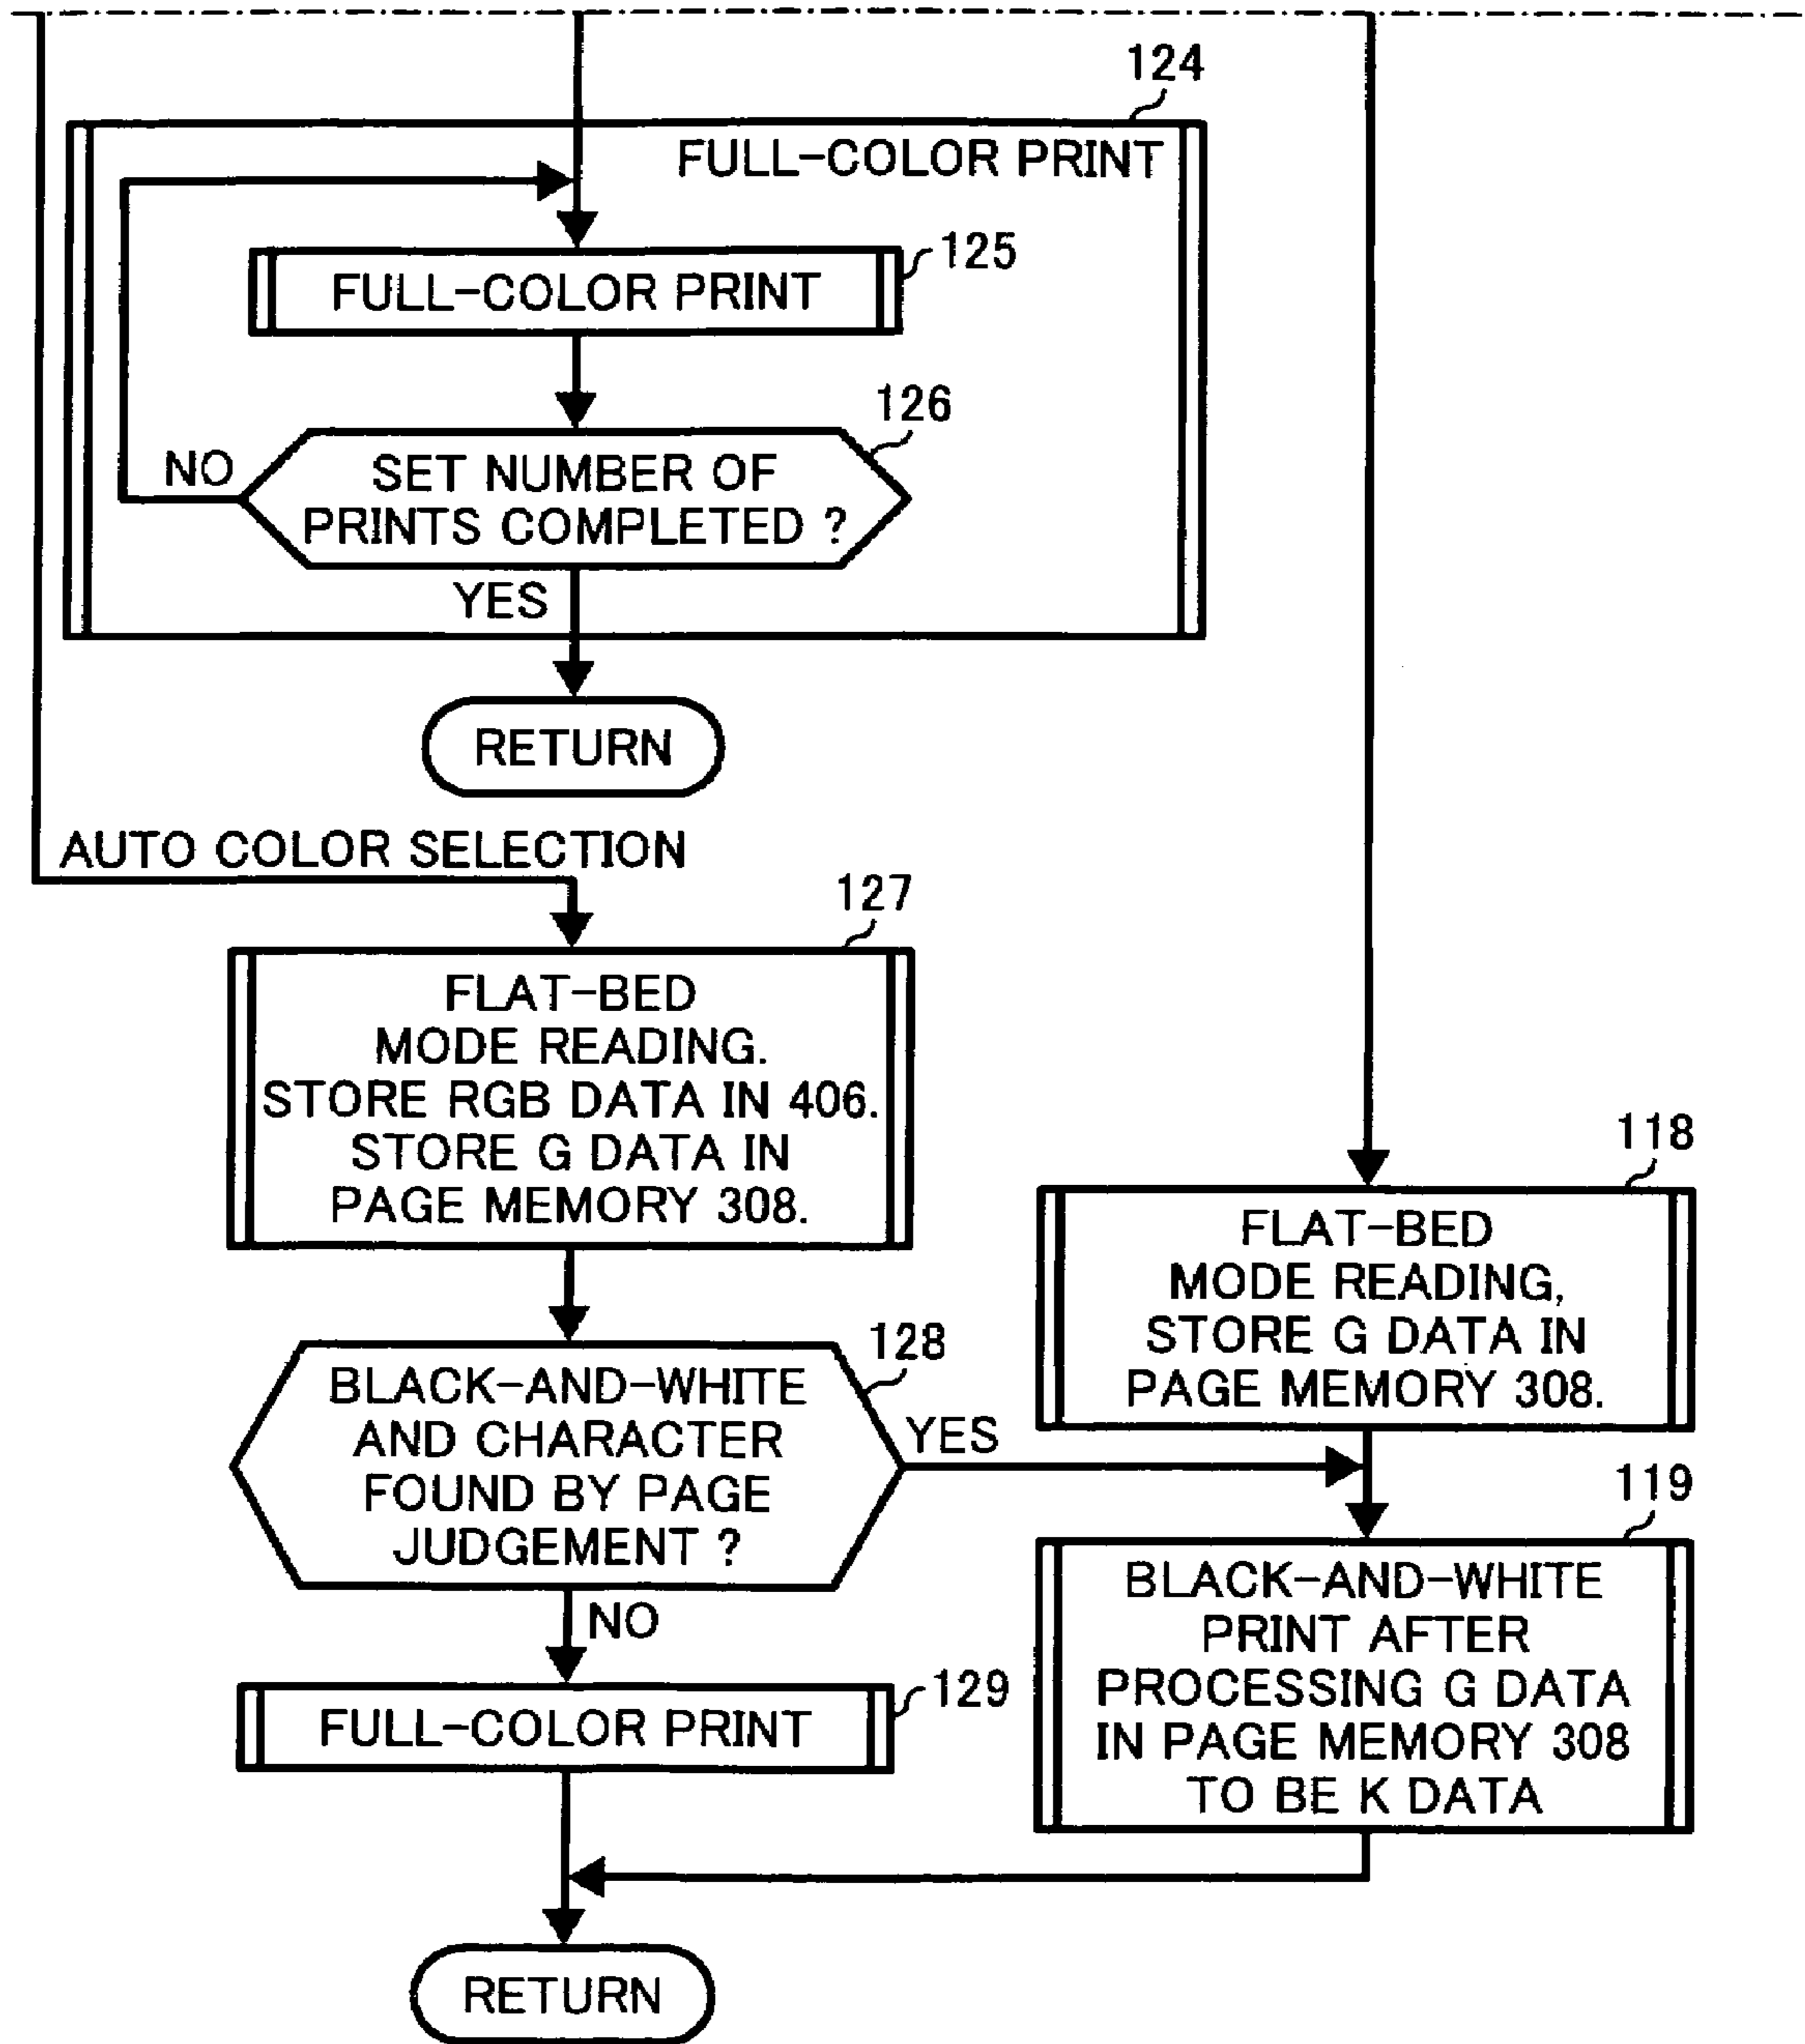 124
FULL-COLOR PRINT
FULL-COLOR PRINT
125
126
NO
SET NUMBER OF
PRINTS COMPLETED ?
YES
RETURN
AUTO COLOR SELECTION
127
FLAT-BED
MODE READING.
STORE RGB DATA IN 406.
STORE G DATA IN
PAGE MEMORY 308.
118
FLAT-BED
MODE READING,
STORE G DATA IN
PAGE MEMORY 308.
128
BLACK-AND-WHITE
AND CHARACTER
FOUND BY PAGE
JUDGEMENT ?
YES
NO
119
BLACK-AND-WHITE
PRINT AFTER
PROCESSING G DATA
IN PAGE MEMORY 308
TO BE K DATA
129
FULL-COLOR PRINT
RETURN